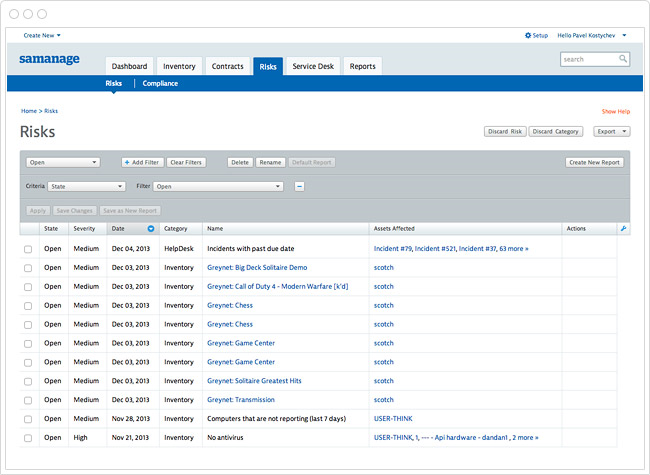 Create New
Setup Hello Pavel Kostychev
samanage
Dashboard Inventory Contracts Risks Service Desk Reports
search
Risks Compliance
Home > Risks
Show Help
Risks
Discard Risk Discard Category Export
Open + Add Filter Clear Filters Delete Rename Default Report Create New Report
Criteria State Filter Open −
Apply Save Changes Save as New Report
State Severity Date Category Name Assets Affected Actions
Open Medium Dec 04, 2013 HelpDesk Incidents with past due date Incident #79, Incident #521, Incident #37, 63 more »
Open Medium Dec 03, 2013 Inventory Greynet: Big Deck Solitaire Demo scotch
Open Medium Dec 03, 2013 Inventory Greynet: Call of Duty 4 - Modern Warfare [k'd] scotch
Open Medium Dec 03, 2013 Inventory Greynet: Chess scotch
Open Medium Dec 03, 2013 Inventory Greynet: Chess scotch
Open Medium Dec 03, 2013 Inventory Greynet: Game Center scotch
Open Medium Dec 03, 2013 Inventory Greynet: Game Center scotch
Open Medium Dec 03, 2013 Inventory Greynet: Solitaire Greatest Hits scotch
Open Medium Dec 03, 2013 Inventory Greynet: Transmission scotch
Open Medium Nov 28, 2013 Inventory Computers that are not reporting (last 7 days) USER-THINK
Open High Nov 21, 2013 Inventory No antivirus USER-THINK, 1, --- - Api hardware - dandan1 , 2 more »